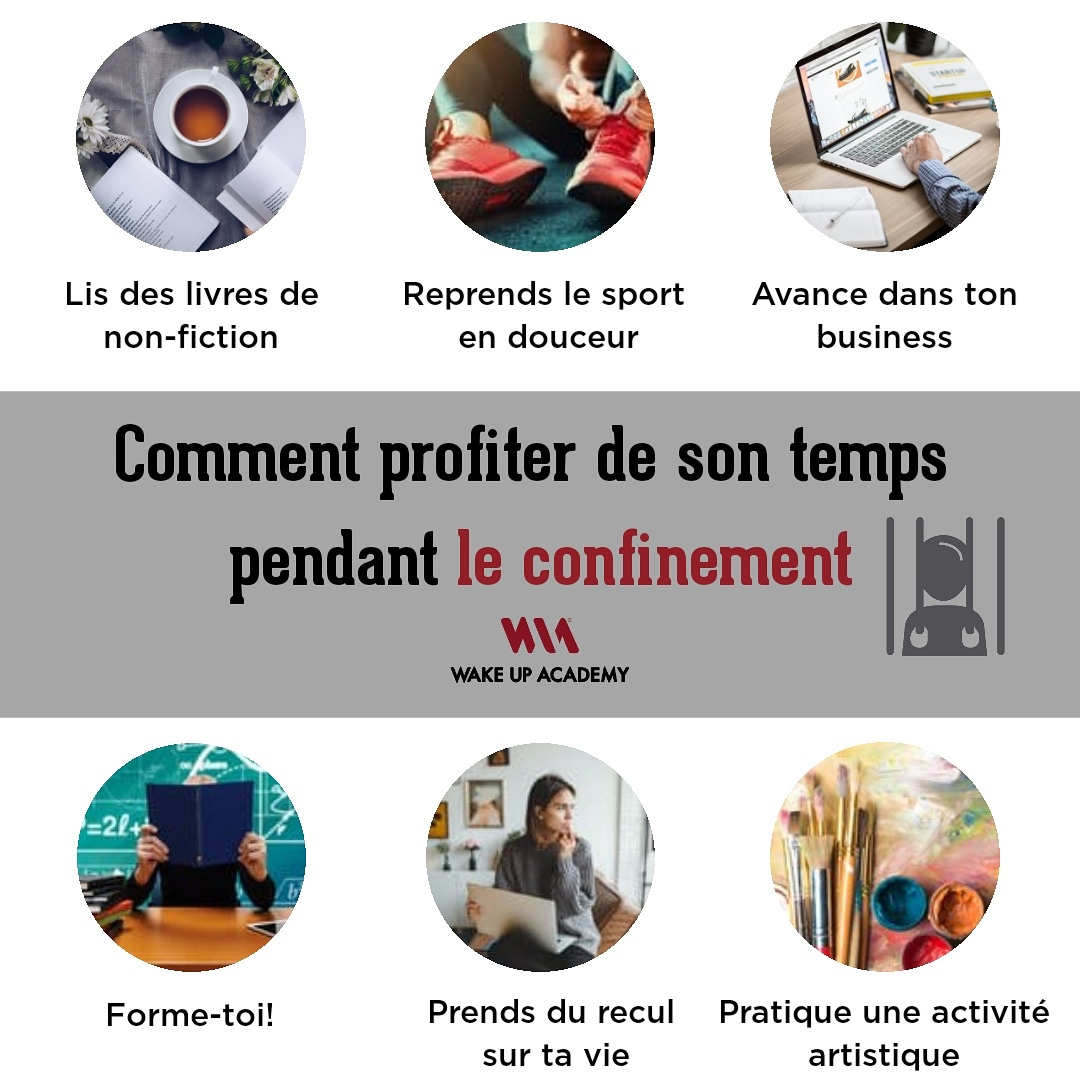 Lis des livres de
non-fiction
Reprends le sport
en douceur
Avance dans ton
business
Comment profiter de son temps
pendant le confinement
WAKE UP ACADEMY
Forme-toi!
Prends du recul
sur ta vie
Pratique une activité
artistique